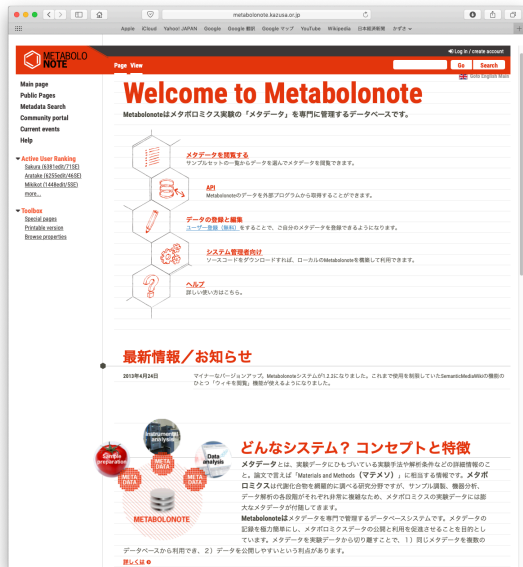 metabolonote.kazusa.or.jp
Apple iCloud Yahoo! JAPAN Google Google 翻訳 Google マップ YouTube Wikipedia 日本経済新聞 かずさ
METABOLO
NOTE
Log in / create account
Page View
Go Search
Goto English Main
Main page
Public Pages
Metadata Search
Community portal
Current events
Help
Active User Ranking
Sakura (6381edit/71SE)
Aratake (6255edit/46SE)
Mikikot (1448edit/5SE)
more...
Toolbox
Special pages
Printable version
Browse properties
Welcome to Metabolonote
Metabolonoteはメタボロミクス実験の「メタデータ」を専門に管理するデータベースです。
メタデータを閲覧する
サンプルセットの一覧からデータを選んでメタデータを閲覧できます。
API
Metabolonoteのデータを外部プログラムから取得することができます。
データの登録と編集
ユーザー登録（無料）をすることで、ご自分のメタデータを登録できるようになります。
システム管理者向け
ソースコードをダウンロードすれば、ローカルのMetabolonoteを構築して利用できます。
ヘルプ
詳しい使い方はこちら。
最新情報／お知らせ
2013年4月24日
マイナーなバージョンアップ。Metabolonoteシステムが1.2.2になりました。これまで使用を制限していたSemanticMediaWikiの機能の
ひとつ「ウィキを閲覧」機能が使えるようになりました。
Sample
preparation
Instrumental
annlysis
Data
analysis
META
DATA
META
DATA
META
DATA
METABOLONOTE
どんなシステム？ コンセプトと特徴
メタデータとは、実験データにひもづいている実験手法や解析条件などの詳細情報のこ
と。論文で言えば「Materials and Methods（マテメソ）」に相当する情報です。メタボ
ロミクスは代謝化合物を網羅的に調べる研究分野ですが、サンプル調製、機器分析、
データ解析の各段階がそれぞれ非常に複雑なため、メタボロミクスの実験データには膨
大なメタデータが付随してきます。
Metabolonoteはメタデータを専門で管理するデータベースシステムです。メタデータの
記録を極力簡単にし、メタボロミクスデータの公開と利用を促進させることを目的とし
ています。メタデータを実験データから切り離すことで、１）同じメタデータを複数の
データベースから利用でき、２）データを公開しやすいという利点があります。
詳しくは